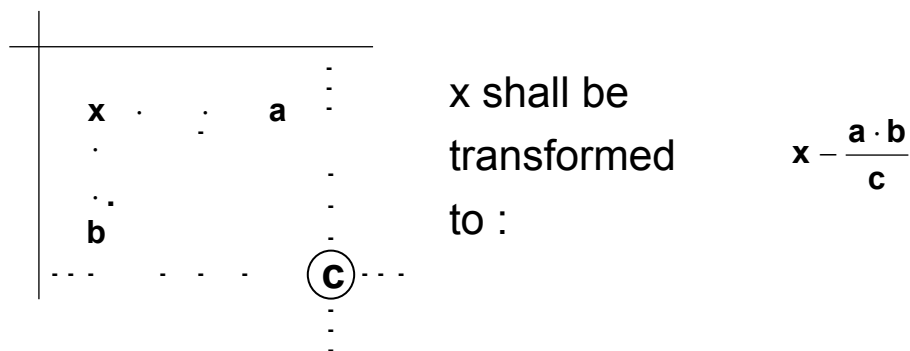 x · · a
b
c
x shall be
transformed
to :
x − a · b / c